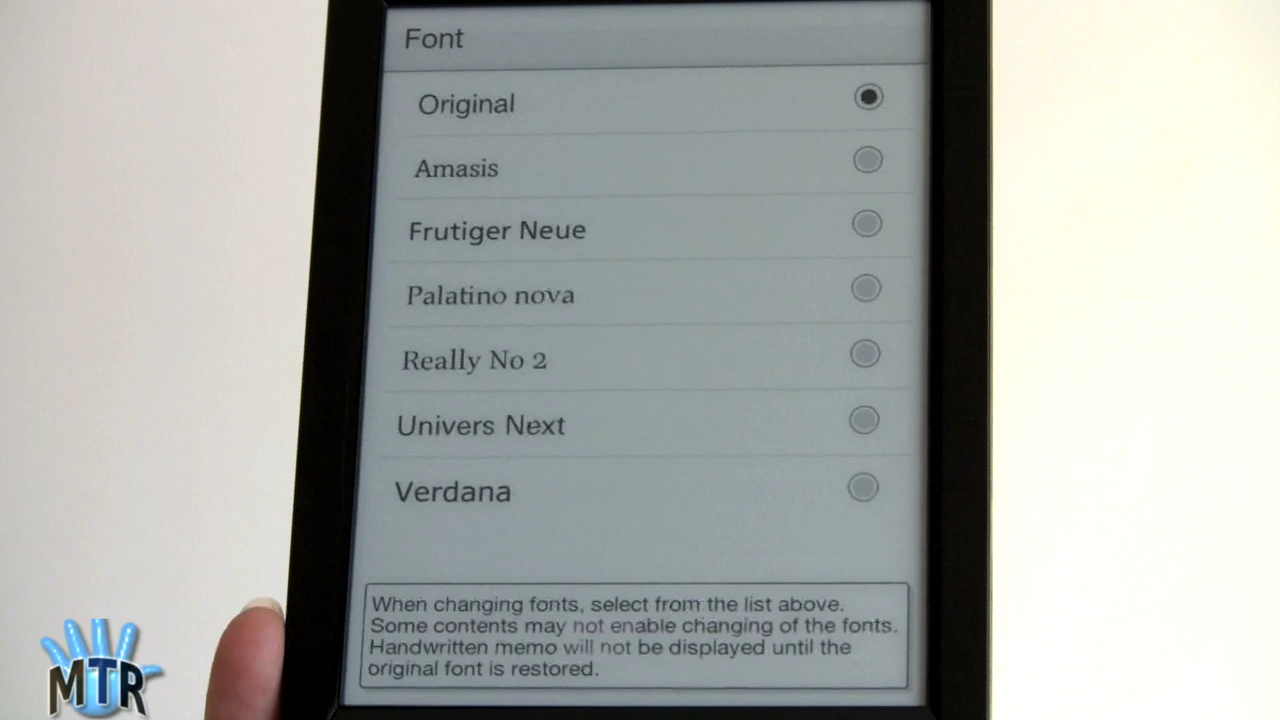 Font
Original
Amasis
Frutiger Neue
Palatino nova
Really No 2
Univers Next
Verdana
When changing fonts, select from the list above.
Some contents may not enable changing of the fonts.
Handwritten memo will not be displayed until the
original font is restored.
MTR